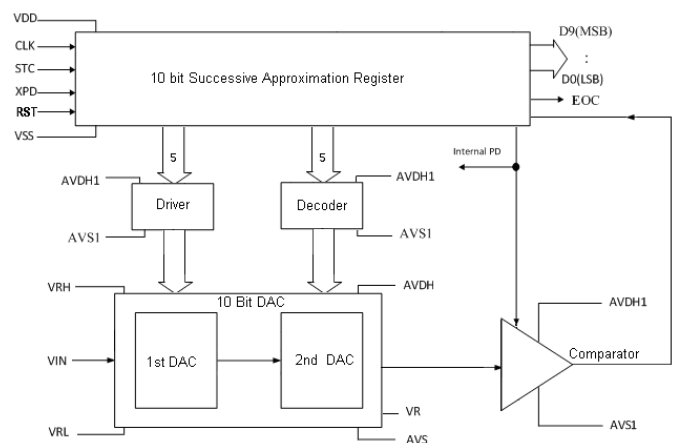 VDD
CLK
STC
XPD
RST
VSS
10 bit Successive Approximation Register
D9(MSB)
:
D0(LSB)
EOC
5
5
Internal PD
AVDH1
Driver
AVS1
AVDH1
Decoder
AVS1
VRH
AVDH
10 Bit DAC
VIN
1st DAC
2nd DAC
VR
VRL
AVS
AVDH1
Comparator
AVS1